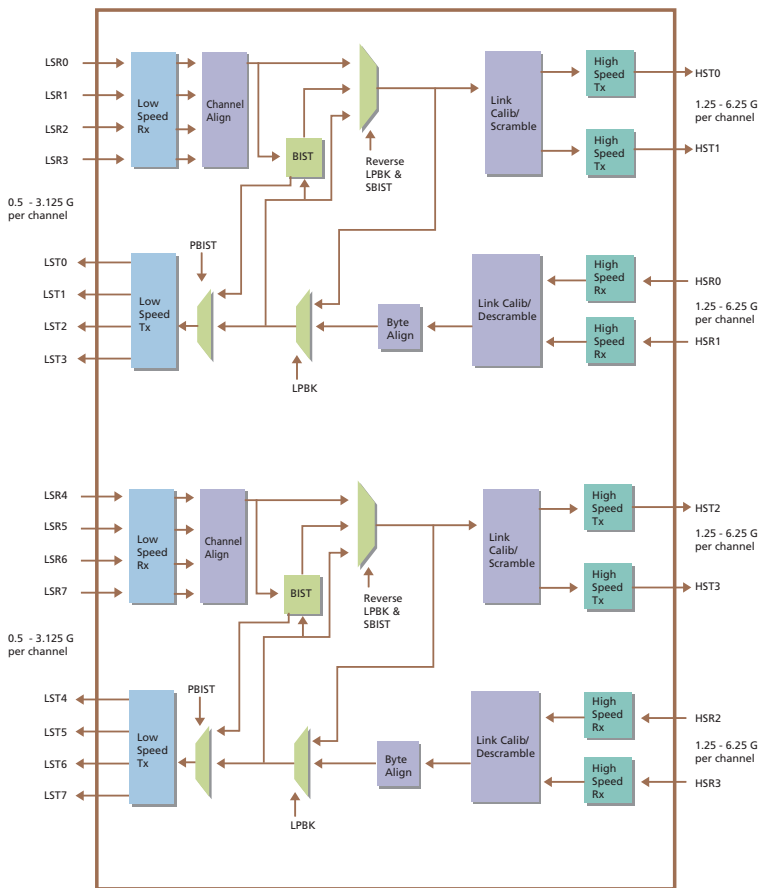 LSR0
LSR1
LSR2
LSR3
Low
Speed
Rx
Channel
Align
BIST
Reverse
LPBK &
SBIST
Link
Calib/
Scramble
High
Speed
Tx
High
Speed
Tx
HST0
1.25 - 6.25 G
per channel
HST1
0.5 - 3.125 G
per channel
PBIST
LST0
LST1
LST2
LST3
Low
Speed
Tx
LPBK
Byte
Align
Link Calib/
Descramble
High
Speed
Rx
High
Speed
Rx
HSR0
1.25 - 6.25 G
per channel
HSR1
LSR4
LSR5
LSR6
LSR7
Low
Speed
Rx
Channel
Align
BIST
Reverse
LPBK &
SBIST
Link
Calib/
Scramble
High
Speed
Tx
High
Speed
Tx
HST2
1.25 - 6.25 G
per channel
HST3
0.5 - 3.125 G
per channel
PBIST
LST4
LST5
LST6
LST7
Low
Speed
Tx
LPBK
Byte
Align
Link Calib/
Descramble
High
Speed
Rx
High
Speed
Rx
HSR2
1.25 - 6.25 G
per channel
HSR3